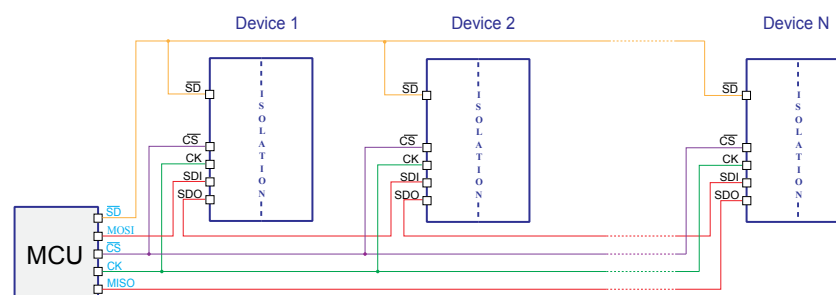 Device 1
Device 2
Device N
SD
CS
CK
SDI
SDO
ISOLATION
SD
CS
CK
SDI
SDO
ISOLATION
SD
CS
CK
SDI
SDO
ISOLATION
MCU
SD
MOSI
CS
CK
MISO